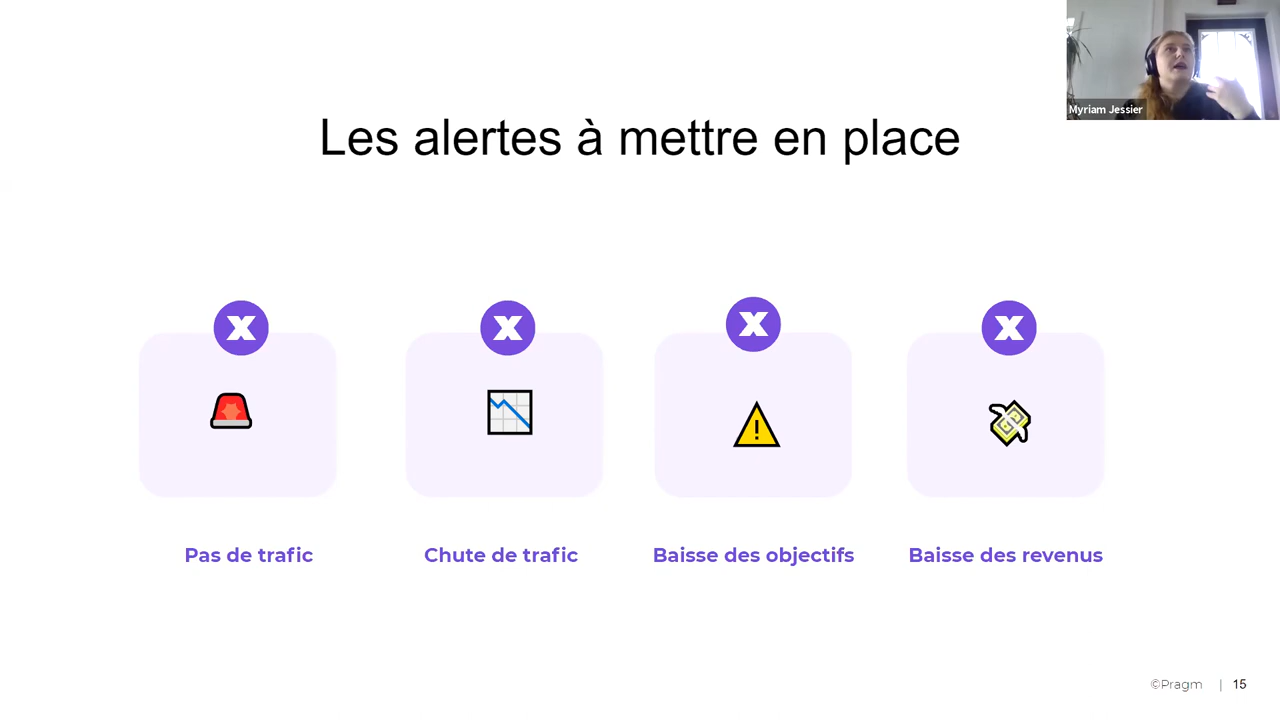 Myriam Jessier
Les alertes à mettre en place
X X X X
Pas de trafic
Chute de trafic
Baisse des objectifs
Baisse des revenus
©Pragm | 15